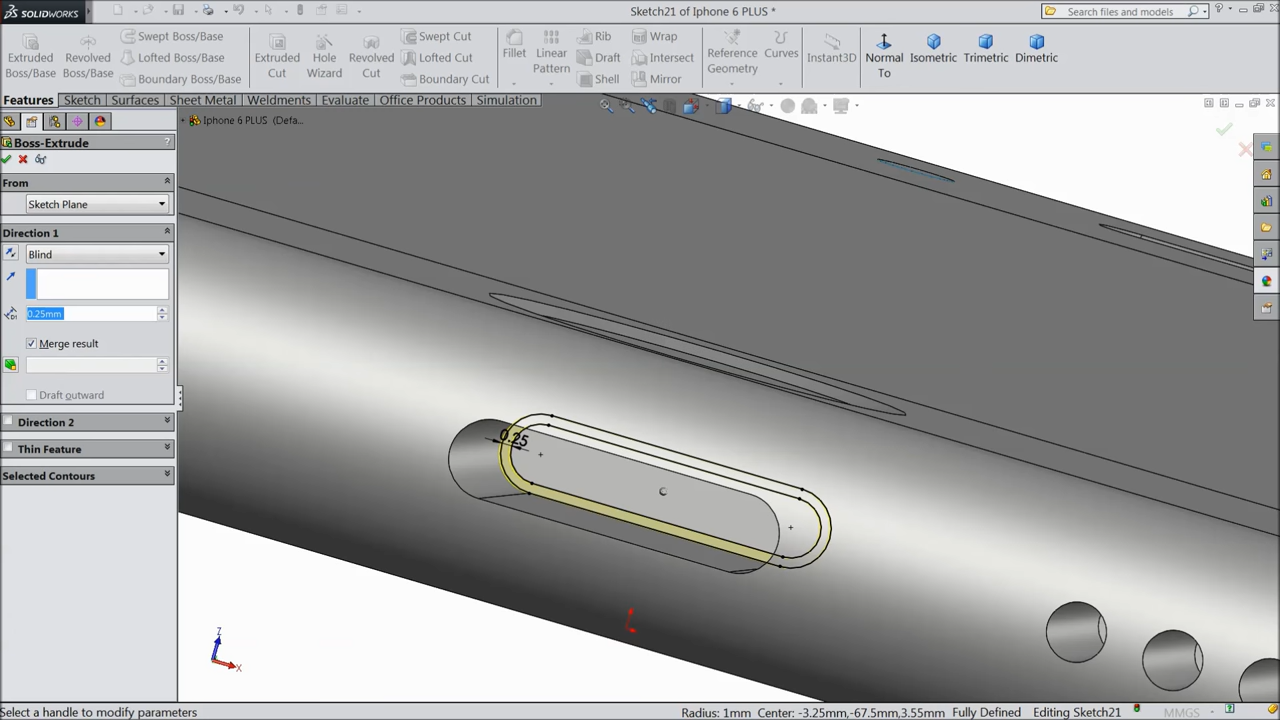 SOLIDWORKS
Sketch21 of Iphone 6 PLUS *
Search files and models
Extruded Boss/Base
Revolved Boss/Base
Swept Boss/Base
Lofted Boss/Base
Boundary Boss/Base
Extruded Cut
Hole Wizard
Revolved Cut
Swept Cut
Lofted Cut
Boundary Cut
Fillet
Linear Pattern
Rib
Draft
Shell
Wrap
Intersect
Mirror
Reference Geometry
Curves
Instant3D
Normal To
Isometric
Trimetric
Dimetric
Features Sketch Surfaces Sheet Metal Weldments Evaluate Office Products Simulation
Iphone 6 PLUS (Defa...
Boss-Extrude ?
From
Sketch Plane
Direction 1
Blind
0.25mm
Merge result
Draft outward
Direction 2
Thin Feature
Selected Contours
0.25
Z
X
Select a handle to modify parameters
Radius: 1mm Center: -3.25mm,-67.5mm,3.55mm Fully Defined Editing Sketch21 MMGS